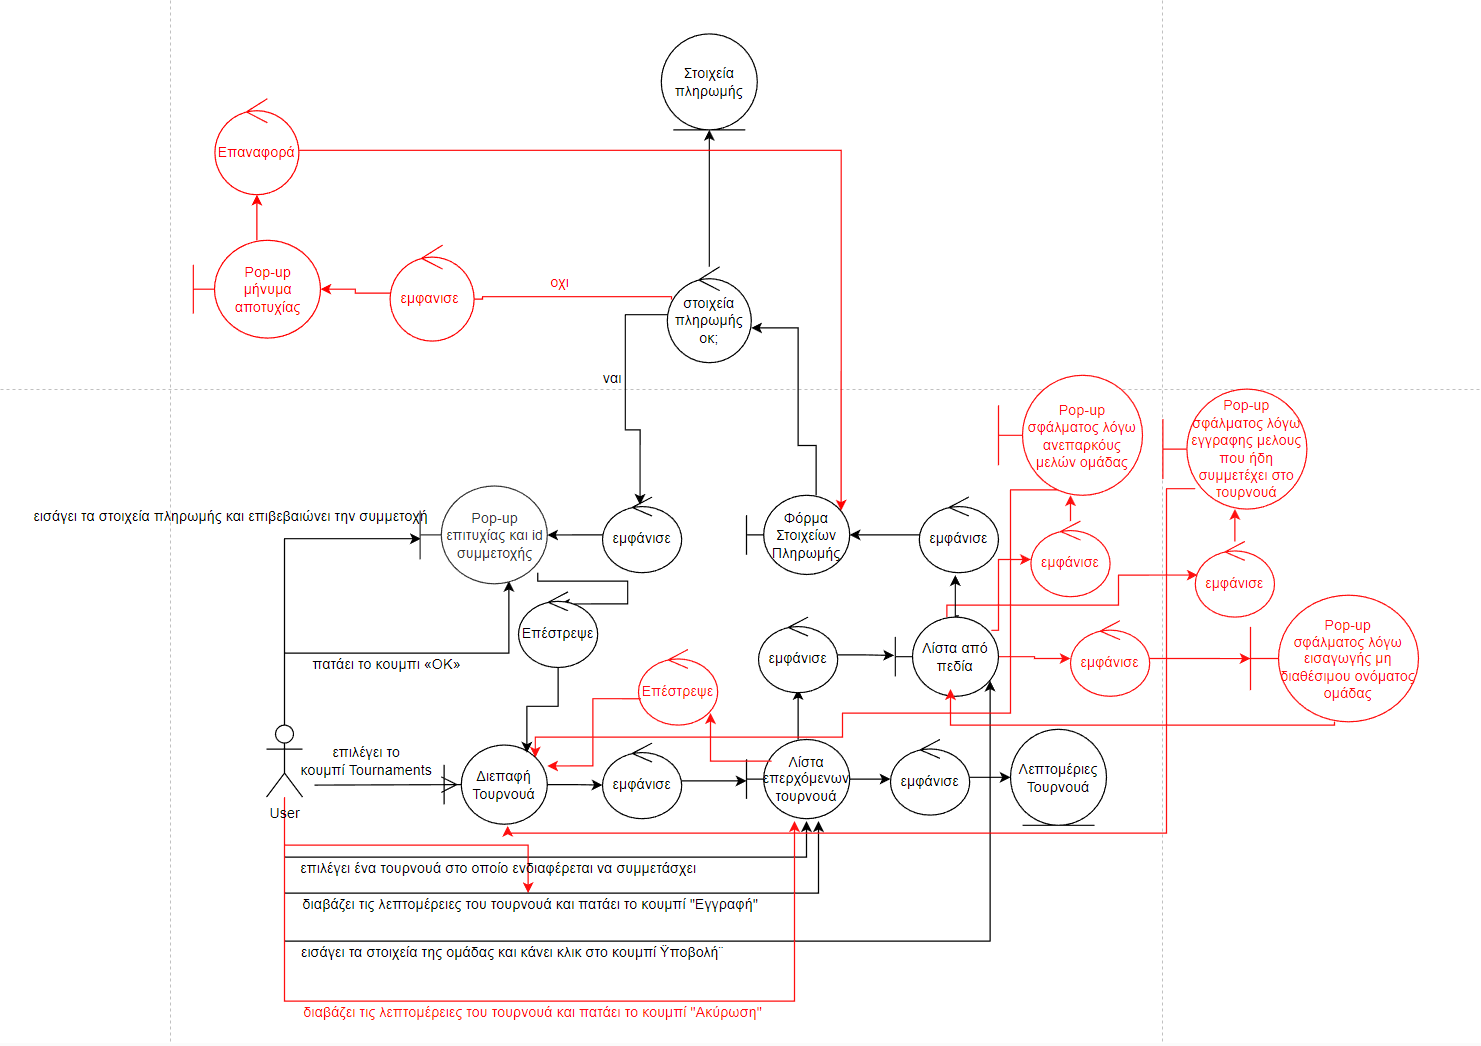 Στοιχεία
πληρωμής
Επαναφορά
Pop-up
μήνυμα
αποτυχίας
εμφανισε
οχι
στοιχεία
πληρωμής
οκ;
ναι
Pop-up
σφάλματος λόγω
ανεπαρκούς
μελών ομάδας
Pop-up
σφάλματος λόγω
εγγραφης μελους
που ήδη
συμμετέχει στο
τουρνουά
εισάγει τα στοιχεία πληρωμής και επιβεβαιώνει την συμμετοχή
Pop-up
επιτυχίας και id
συμμετοχής
εμφάνισε
Φόρμα
Στοιχείων
Πληρωμής
εμφάνισε
εμφάνισε
εμφάνισε
Επέστρεψε
πατάει το κουμπι «ΟΚ»
Επέστρεψε
εμφάνισε
Λίστα από
πεδία
εμφάνισε
Pop-up
σφάλματος λόγω
εισαγωγής μη
διαθέσιμου ονόματος
ομάδας
επιλέγει το
κουμπί Tournaments
User
Διεπαφή
Τουρνουά
εμφάνισε
Λίστα
επερχόμενων
τουρνουά
εμφάνισε
Λεπτομέριες
Τουρνουά
επιλέγει ένα τουρνουά στο οποίο ενδιαφέρεται να συμμετάσχει
διαβάζει τις λεπτομέρειες του τουρνουά και πατάει το κουμπί "Εγγραφή"
εισάγει τα στοιχεία της ομάδας και κάνει κλικ στο κουμπί Ϋποβολή¨
διαβάζει τις λεπτομέρειες του τουρνουά και πατάει το κουμπί "Ακύρωση"